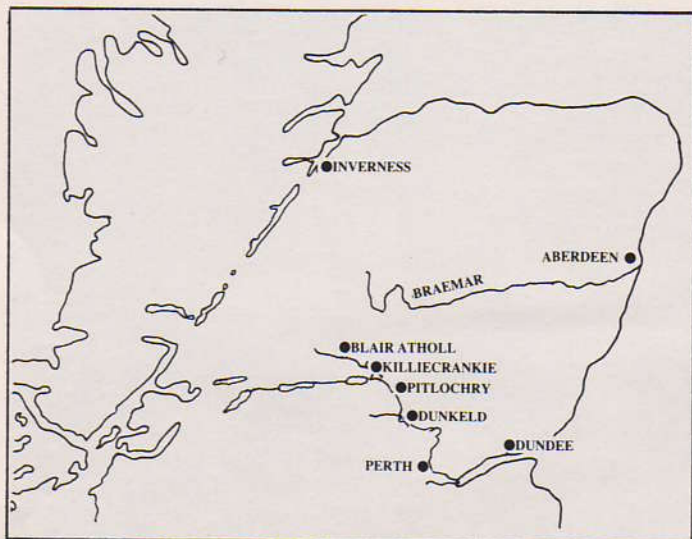 INVERNESS
ABERDEEN
BRAEMAR
BLAIR ATHOLL
KILLIECRANKIE
PITLOCHRY
DUNKELD
DUNDEE
PERTH